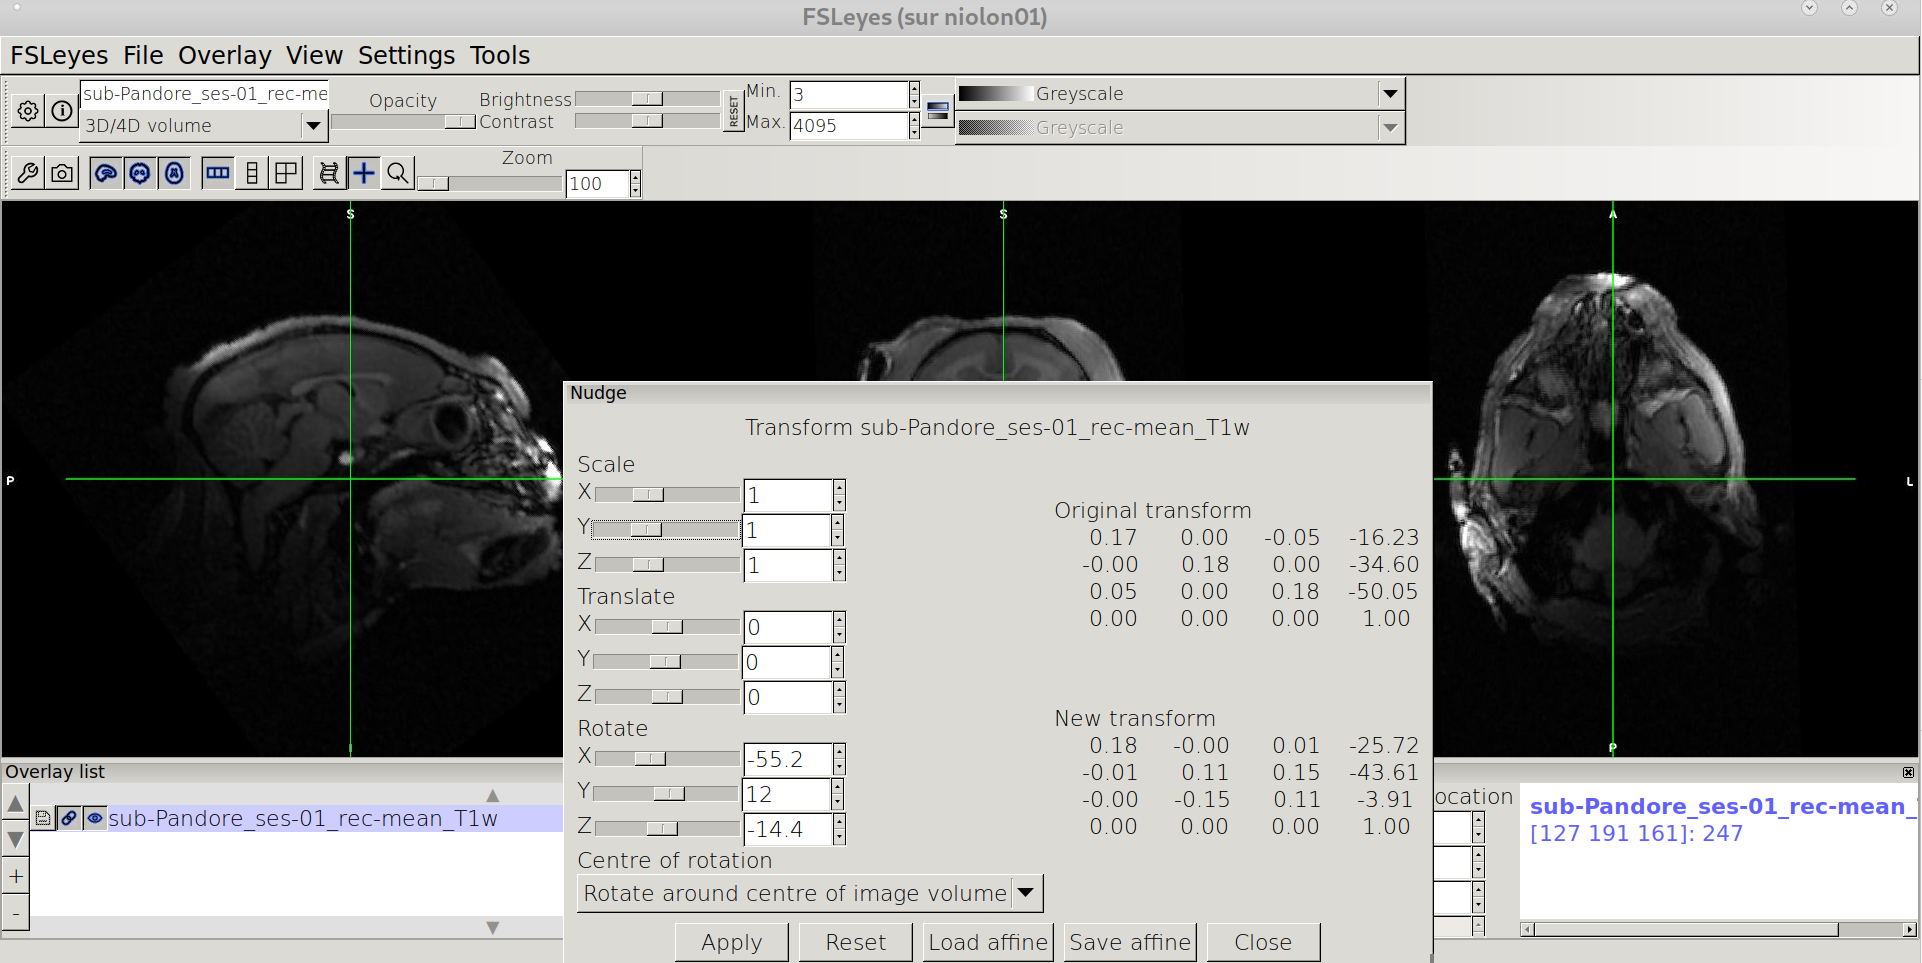 FSLeyes (sur niolon01)
FSLeyes File Overlay View Settings Tools
sub-Pandore_ses-01_rec-me
3D/4D volume
Opacity
Brightness
Contrast
RESET
Min. 3
Max. 4095
Greyscale
Greyscale
Zoom
100
S
S
A
P
L
P
Nudge
Transform sub-Pandore_ses-01_rec-mean_T1w
Scale
X 1
Y 1
Z 1
Translate
X 0
Y 0
Z 0
Rotate
X -55.2
Y 12
Z -14.4
Centre of rotation
Rotate around centre of image volume
Original transform
0.17 0.00 -0.05 -16.23
-0.00 0.18 0.00 -34.60
0.05 0.00 0.18 -50.05
0.00 0.00 0.00 1.00
New transform
0.18 -0.00 0.01 -25.72
-0.01 0.11 0.15 -43.61
-0.00 -0.15 0.11 -3.91
0.00 0.00 0.00 1.00
Apply Reset Load affine Save affine Close
Overlay list
sub-Pandore_ses-01_rec-mean_T1w
+
-
ocation
sub-Pandore_ses-01_rec-mean_
[127 191 161]: 247